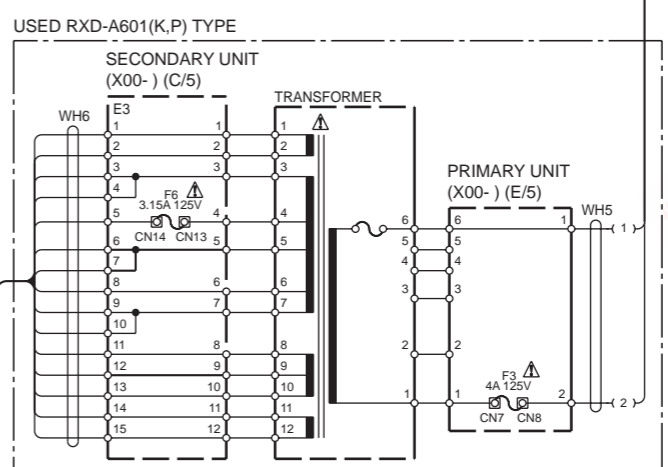 USED RXD-A601(K,P) TYPE
SECONDARY UNIT
(X00- ) (C/5)
TRANSFORMER
PRIMARY UNIT
(X00- ) (E/5)
WH6
E3
WH5
1 1 1
2 2 2
3 3 3
4
F6
3.15A 125V
5 4 4
CN14 CN13
6 5 5
7
8 6 6
9 7 7
10
11 8 8
12 9 9
13 10 10
14 11 11
15 12 12
6 6 1 1
5 5
4 4
3 3
2 2
F3
4A 125V
1 1 2 2
CN7 CN8